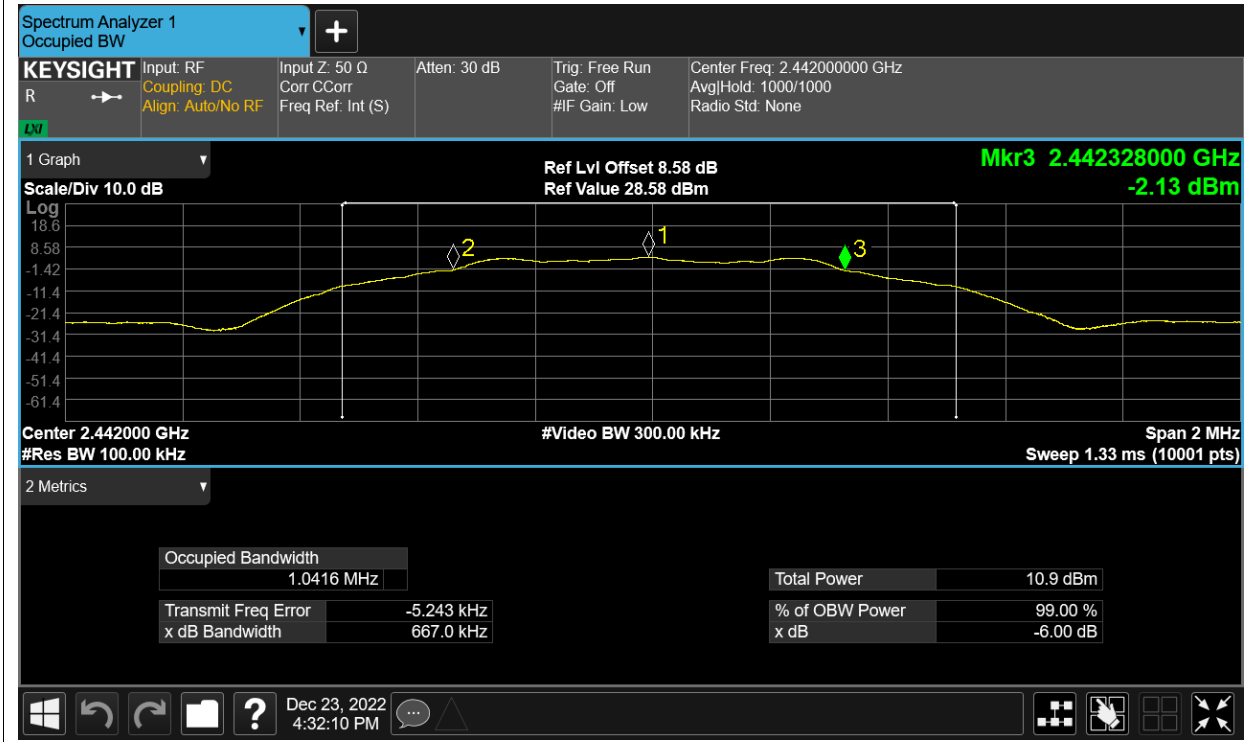 Spectrum Analyzer 1
Occupied BW
KEYSIGHT
R
LXI
Input: RF
Coupling: DC
Align: Auto/No RF
Input Z: 50 Ω
Corr CCorr
Freq Ref: Int (S)
Atten: 30 dB
Trig: Free Run
Gate: Off
#IF Gain: Low
Center Freq: 2.442000000 GHz
Avg|Hold: 1000/1000
Radio Std: None
1 Graph
Scale/Div 10.0 dB
Ref Lvl Offset 8.58 dB
Ref Value 28.58 dBm
Mkr3 2.442328000 GHz
-2.13 dBm
Log
18.6
8.58
-1.42
-11.4
-21.4
-31.4
-41.4
-51.4
-61.4
2
1
3
Center 2.442000 GHz
#Res BW 100.00 kHz
#Video BW 300.00 kHz
Span 2 MHz
Sweep 1.33 ms (10001 pts)
2 Metrics
Occupied Bandwidth
1.0416 MHz
Transmit Freq Error -5.243 kHz
x dB Bandwidth 667.0 kHz
Total Power 10.9 dBm
% of OBW Power 99.00 %
x dB -6.00 dB
?
Dec 23, 2022
4:32:10 PM